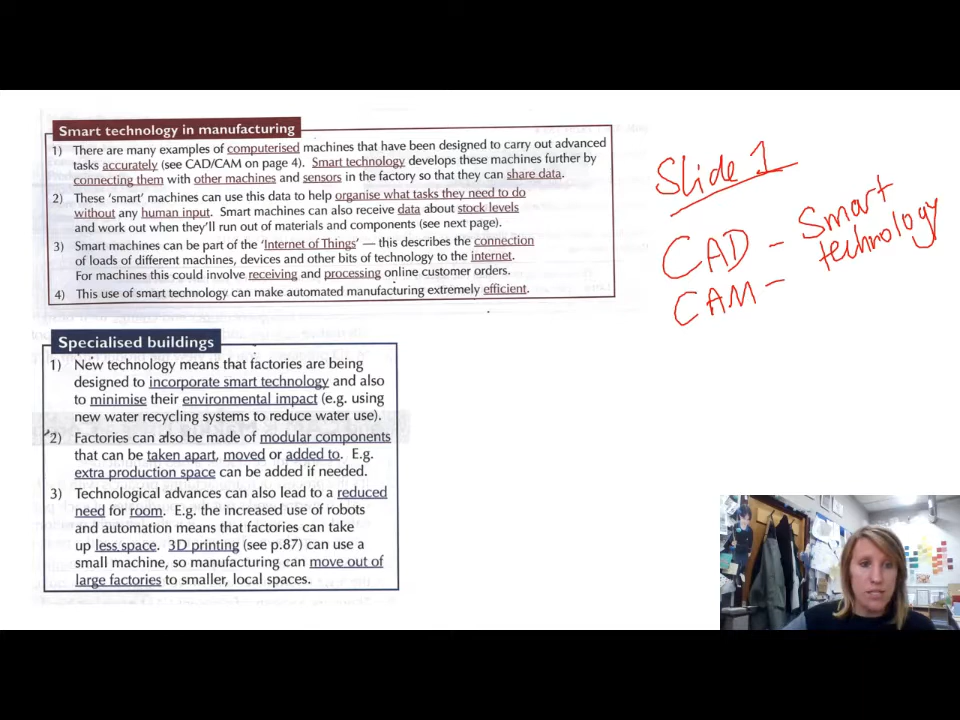 Smart technology in manufacturing
1) There are many examples of computerised machines that have been designed to carry out advanced
tasks accurately (see CAD/CAM on page 4). Smart technology develops these machines further by
connecting them with other machines and sensors in the factory so that they can share data.
2) These 'smart' machines can use this data to help organise what tasks they need to do
without any human input. Smart machines can also receive data about stock levels
and work out when they'll run out of materials and components (see next page).
3) Smart machines can be part of the 'Internet of Things' — this describes the connection
of loads of different machines, devices and other bits of technology to the internet.
For machines this could involve receiving and processing online customer orders.
4) This use of smart technology can make automated manufacturing extremely efficient.
Specialised buildings
1) New technology means that factories are being
designed to incorporate smart technology and also
to minimise their environmental impact (e.g. using
new water recycling systems to reduce water use).
2) Factories can also be made of modular components
that can be taken apart, moved or added to. E.g.
extra production space can be added if needed.
3) Technological advances can also lead to a reduced
need for room. E.g. the increased use of robots
and automation means that factories can take
up less space. 3D printing (see p.87) can use a
small machine, so manufacturing can move out of
large factories to smaller, local spaces.
Slide 1
CAD - Smart
technology
CAM -